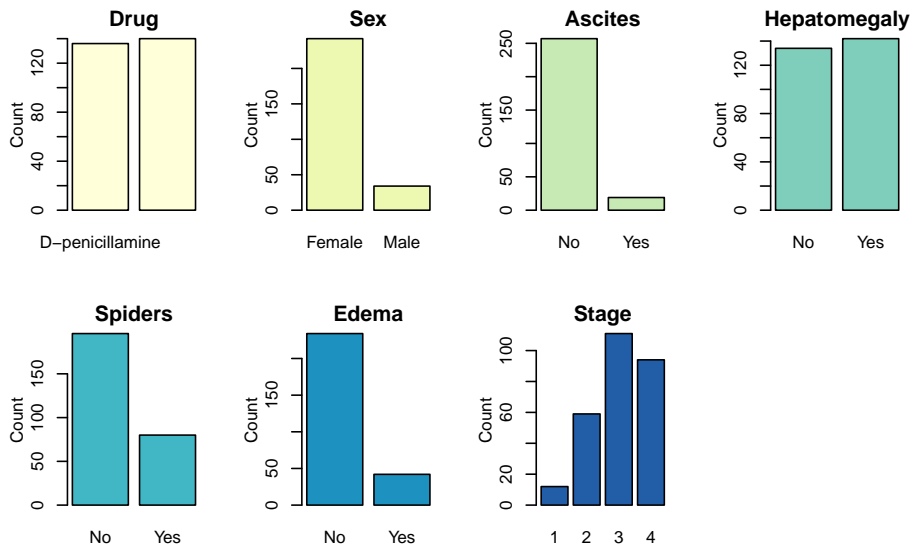 Drug
Count
0
40
80
120
D−penicillamine
Sex
Count
0
50
150
Female
Male
Ascites
Count
0
50
150
250
No
Yes
Hepatomegaly
Count
0
40
80
120
No
Yes
Spiders
Count
0
50
100
150
No
Yes
Edema
Count
0
50
150
No
Yes
Stage
Count
0
20
60
100
1
2
3
4